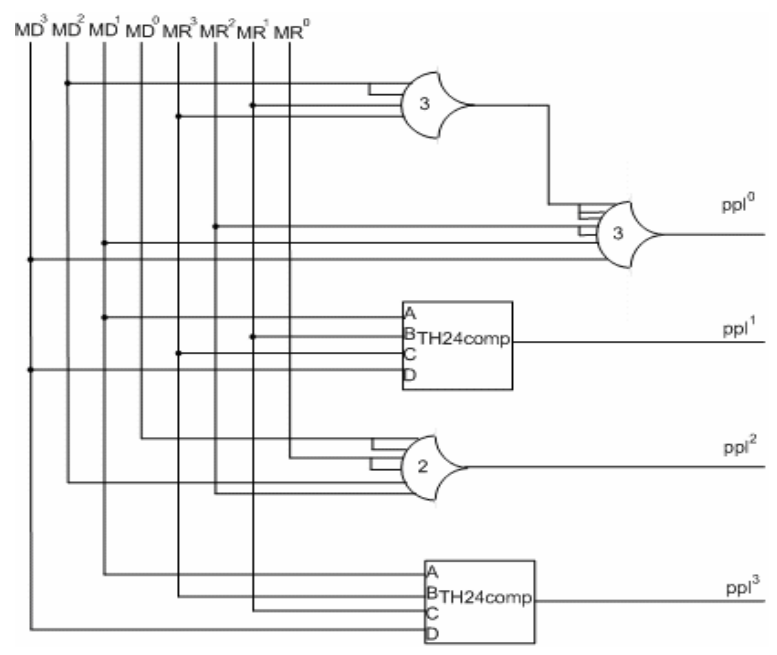 MD³ MD² MD¹ MD⁰ MR³ MR² MR¹ MR⁰
3
ppl⁰
3
A
B
C
D
TH24comp
ppl¹
2
ppl²
A
B
C
D
TH24comp
ppl³